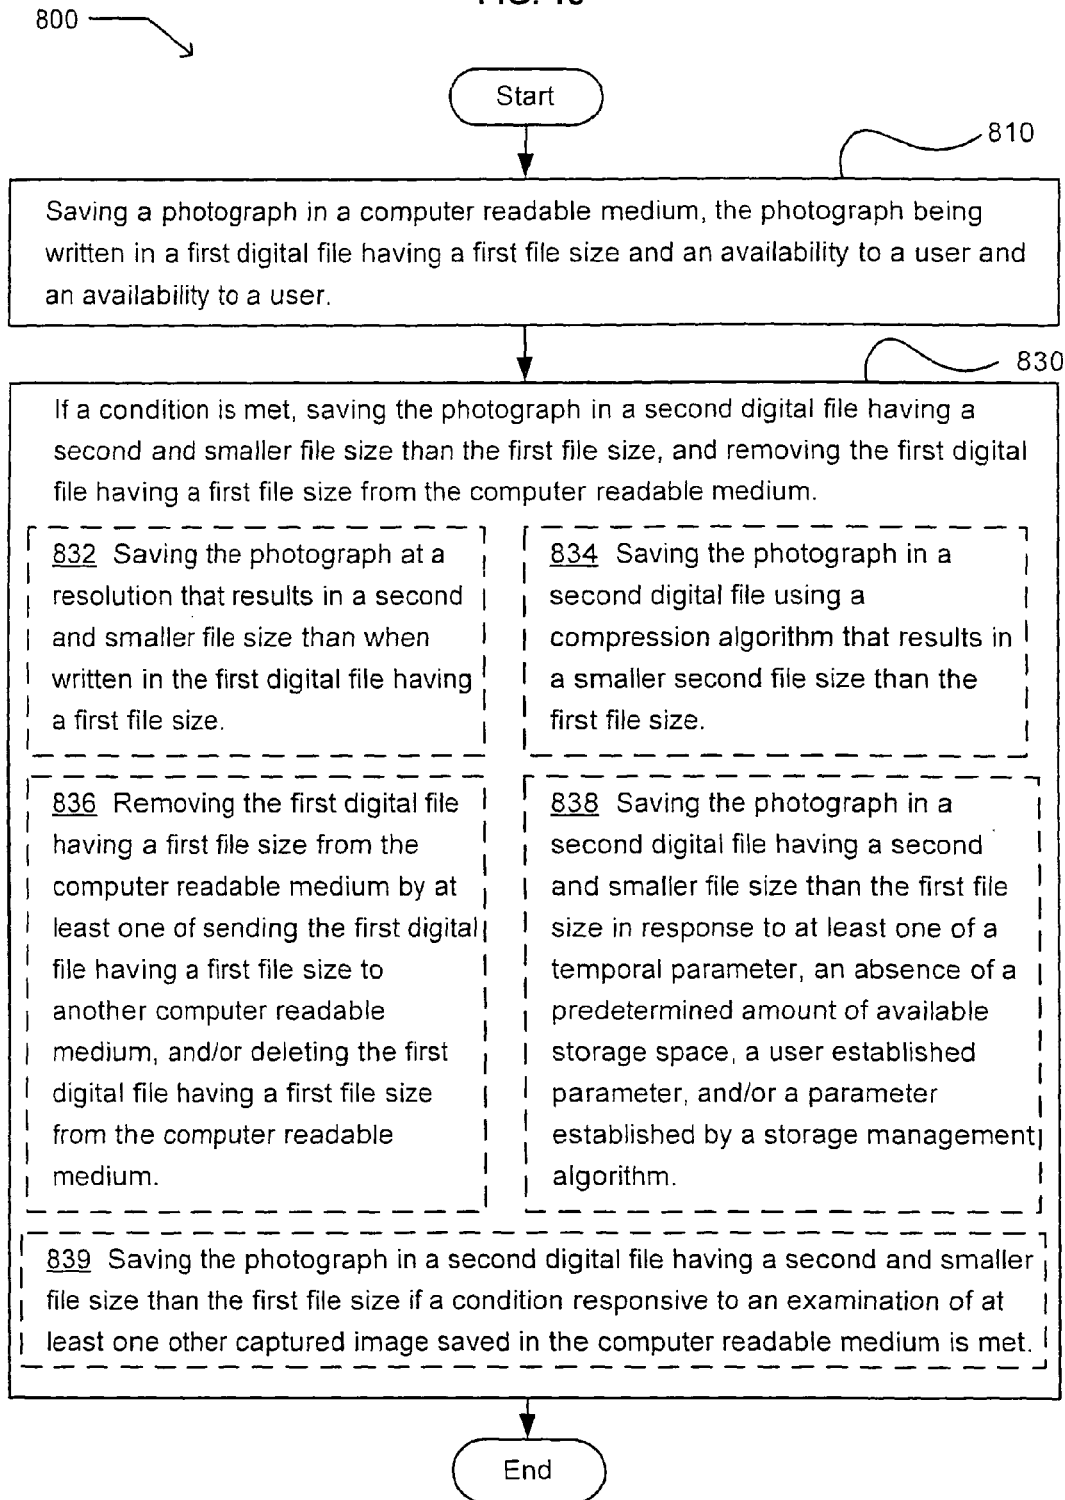 800
Start
810
Saving a photograph in a computer readable medium, the photograph being
written in a first digital file having a first file size and an availability to a user and
an availability to a user.
830
If a condition is met, saving the photograph in a second digital file having a
second and smaller file size than the first file size, and removing the first digital
file having a first file size from the computer readable medium.
832 Saving the photograph at a
resolution that results in a second
and smaller file size than when
written in the first digital file having
a first file size.
834 Saving the photograph in a
second digital file using a
compression algorithm that results in
a smaller second file size than the
first file size.
836 Removing the first digital file
having a first file size from the
computer readable medium by at
least one of sending the first digital
file having a first file size to
another computer readable
medium, and/or deleting the first
digital file having a first file size
from the computer readable
medium.
838 Saving the photograph in a
second digital file having a second
and smaller file size than the first file
size in response to at least one of a
temporal parameter, an absence of a
predetermined amount of available
storage space, a user established
parameter, and/or a parameter
established by a storage management
algorithm.
839 Saving the photograph in a second digital file having a second and smaller
file size than the first file size if a condition responsive to an examination of at
least one other captured image saved in the computer readable medium is met.
End